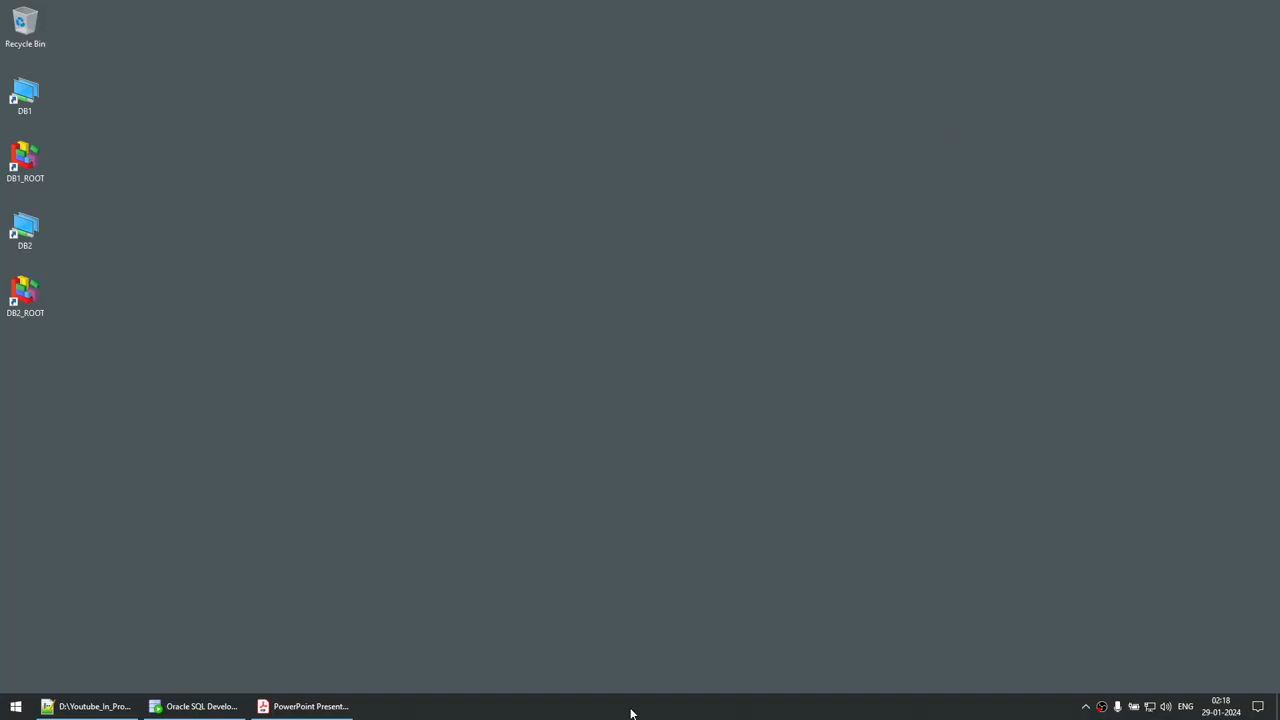 Recycle Bin
DB1
DB1_ROOT
DB2
DB2_ROOT
D:\Youtube_In_Pro...
Oracle SQL Develo...
PowerPoint Present...
ENG
02:18
29-01-2024